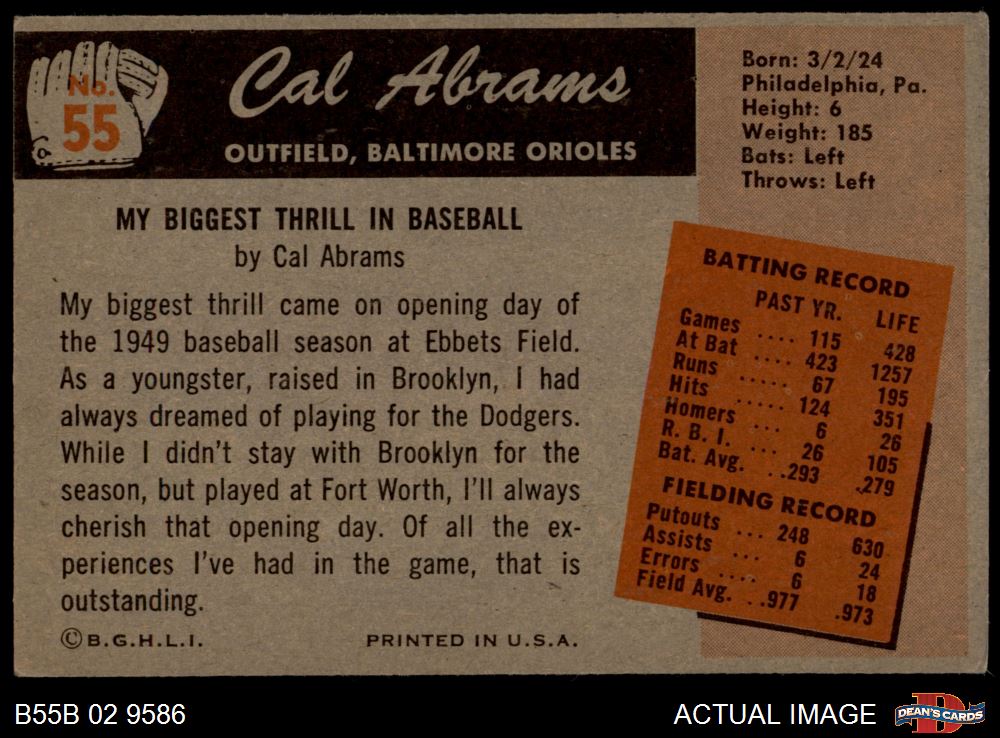 No.
55
Cal Abrams
OUTFIELD, BALTIMORE ORIOLES
Born: 3/2/24
Philadelphia, Pa.
Height: 6
Weight: 185
Bats: Left
Throws: Left
MY BIGGEST THRILL IN BASEBALL
by Cal Abrams
My biggest thrill came on opening day of
the 1949 baseball season at Ebbets Field.
As a youngster, raised in Brooklyn, I had
always dreamed of playing for the Dodgers.
While I didn't stay with Brooklyn for the
season, but played at Fort Worth, I'll always
cherish that opening day. Of all the ex-
periences I've had in the game, that is
outstanding.
©B.G.H.L.I. PRINTED IN U.S.A.
BATTING RECORD
PAST YR. LIFE
Games .... 115 428
At Bat .... 423 1257
Runs ..... 67 195
Hits ..... 124 351
Homers 6 26
R. B. I. ... 26 105
Bat. Avg. ..293 .279
FIELDING RECORD
Putouts ... 248 630
Assists ... 6 24
Errors .... 6 18
Field Avg. ..977 .973
B55B 02 9586
ACTUAL IMAGE
DEAN'S CARDS